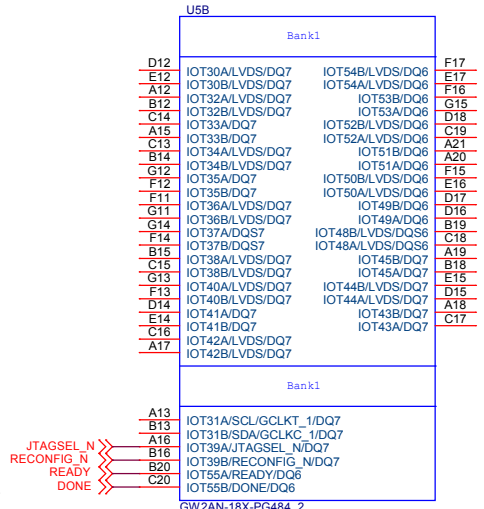 U5B
Bank1
D12 IOT30A/LVDS/DQ7 IOT54B/LVDS/DQ6 F17
E12 IOT30B/LVDS/DQ7 IOT54A/LVDS/DQ6 E17
A12 IOT32A/LVDS/DQ7 IOT53B/DQ6 F16
B12 IOT32B/LVDS/DQ7 IOT53A/DQ6 G15
C14 IOT33A/DQ7 IOT52B/LVDS/DQ6 D18
A15 IOT33B/DQ7 IOT52A/LVDS/DQ6 C19
C13 IOT34A/LVDS/DQ7 IOT51B/DQ6 A21
B14 IOT34B/LVDS/DQ7 IOT51A/DQ6 A20
G12 IOT35A/DQ7 IOT50B/LVDS/DQ6 F15
F12 IOT35B/DQ7 IOT50A/LVDS/DQ6 E16
F11 IOT36A/LVDS/DQ7 IOT49B/DQ6 D17
G11 IOT36B/LVDS/DQ7 IOT49A/DQ6 D16
G14 IOT37A/DQS7 IOT48B/LVDS/DQS6 B19
F14 IOT37B/DQS7 IOT48A/LVDS/DQS6 C18
B15 IOT38A/LVDS/DQ7 IOT45B/DQ7 A19
C15 IOT38B/LVDS/DQ7 IOT45A/DQ7 B18
G13 IOT40A/LVDS/DQ7 IOT44B/LVDS/DQ7 E15
F13 IOT40B/LVDS/DQ7 IOT44A/LVDS/DQ7 D15
D14 IOT41A/DQ7 IOT43B/DQ7 A18
E14 IOT41B/DQ7 IOT43A/DQ7 C17
C16 IOT42A/LVDS/DQ7
A17 IOT42B/LVDS/DQ7
Bank1
A13 IOT31A/SCL/GCLKT_1/DQ7
B13 IOT31B/SDA/GCLKC_1/DQ7
JTAGSEL_N A16 IOT39A/JTAGSEL_N/DQ7
RECONFIG_N B16 IOT39B/RECONFIG_N/DQ7
READY B20 IOT55A/READY/DQ6
DONE C20 IOT55B/DONE/DQ6
GW2AN-18X-PG484_2